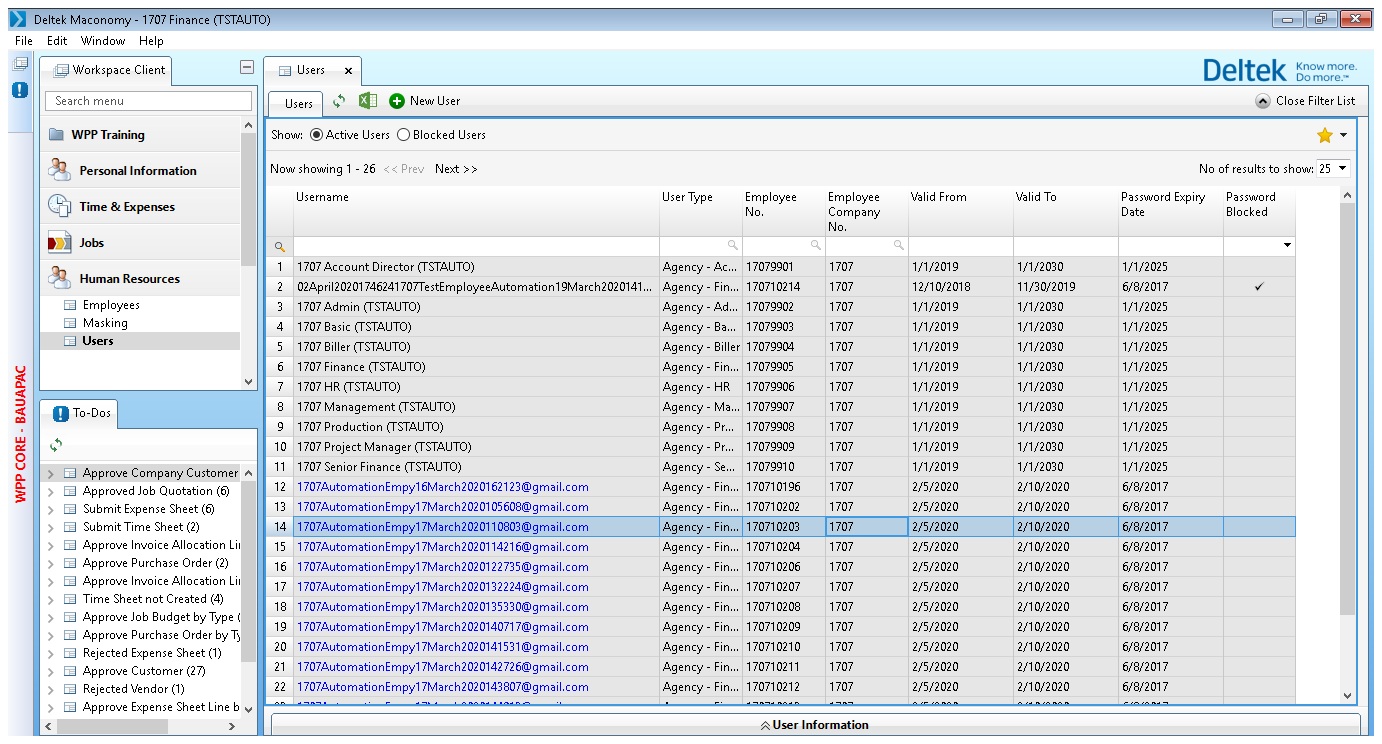 Deltek Maconomy - 1707 Finance (TSTAUTO)
File Edit Window Help
WPP CORE - BAUAPAC
Workspace Client
Search menu
WPP Training
Personal Information
Time & Expenses
Jobs
Human Resources
Employees
Masking
Users
To-Dos
Approve Company Customer
Approved Job Quotation (6)
Submit Expense Sheet (6)
Submit Time Sheet (2)
Approve Invoice Allocation Li
Approve Purchase Order (2)
Approve Invoice Allocation Li
Time Sheet not Created (4)
Approve Job Budget by Type (
Approve Purchase Order by Ty
Rejected Expense Sheet (1)
Approve Customer (27)
Rejected Vendor (1)
Approve Expense Sheet Line b
Users
Deltek Know more. Do more.™
Users New User Close Filter List
Show: Active Users Blocked Users
Now showing 1 - 26 << Prev Next >> No of results to show: 25
Username User Type Employee No. Employee Company No. Valid From Valid To Password Expiry Date Password Blocked
1 1707 Account Director (TSTAUTO) Agency - Ac... 17079901 1707 1/1/2019 1/1/2030 1/1/2025
2 02April20201746241707TestEmployeeAutomation19March2020141... Agency - Fin... 170710214 1707 12/10/2018 11/30/2019 6/8/2017 ✓
3 1707 Admin (TSTAUTO) Agency - Ad... 17079902 1707 1/1/2019 1/1/2030 1/1/2025
4 1707 Basic (TSTAUTO) Agency - Ba... 17079903 1707 1/1/2019 1/1/2030 1/1/2025
5 1707 Biller (TSTAUTO) Agency - Biller 17079904 1707 1/1/2019 1/1/2030 1/1/2025
6 1707 Finance (TSTAUTO) Agency - Fin... 17079905 1707 1/1/2019 1/1/2030 1/1/2025
7 1707 HR (TSTAUTO) Agency - HR 17079906 1707 1/1/2019 1/1/2030 1/1/2025
8 1707 Management (TSTAUTO) Agency - Ma... 17079907 1707 1/1/2019 1/1/2030 1/1/2025
9 1707 Production (TSTAUTO) Agency - Pr... 17079908 1707 1/1/2019 1/1/2030 1/1/2025
10 1707 Project Manager (TSTAUTO) Agency - Pr... 17079909 1707 1/1/2019 1/1/2030 1/1/2025
11 1707 Senior Finance (TSTAUTO) Agency - Se... 17079910 1707 1/1/2019 1/1/2030 1/1/2025
12 1707AutomationEmpy16March2020162123@gmail.com Agency - Fin... 170710196 1707 2/5/2020 2/10/2020 6/8/2017
13 1707AutomationEmpy17March2020105608@gmail.com Agency - Fin... 170710202 1707 2/5/2020 2/10/2020 6/8/2017
14 1707AutomationEmpy17March2020110803@gmail.com Agency - Fin... 170710203 1707 2/5/2020 2/10/2020 6/8/2017
15 1707AutomationEmpy17March2020114216@gmail.com Agency - Fin... 170710204 1707 2/5/2020 2/10/2020 6/8/2017
16 1707AutomationEmpy17March2020122735@gmail.com Agency - Fin... 170710206 1707 2/5/2020 2/10/2020 6/8/2017
17 1707AutomationEmpy17March2020132224@gmail.com Agency - Fin... 170710207 1707 2/5/2020 2/10/2020 6/8/2017
18 1707AutomationEmpy17March2020135330@gmail.com Agency - Fin... 170710208 1707 2/5/2020 2/10/2020 6/8/2017
19 1707AutomationEmpy17March2020140717@gmail.com Agency - Fin... 170710209 1707 2/5/2020 2/10/2020 6/8/2017
20 1707AutomationEmpy17March2020141531@gmail.com Agency - Fin... 170710210 1707 2/5/2020 2/10/2020 6/8/2017
21 1707AutomationEmpy17March2020142726@gmail.com Agency - Fin... 170710211 1707 2/5/2020 2/10/2020 6/8/2017
22 1707AutomationEmpy17March2020143807@gmail.com Agency - Fin... 170710212 1707 2/5/2020 2/10/2020 6/8/2017
User Information